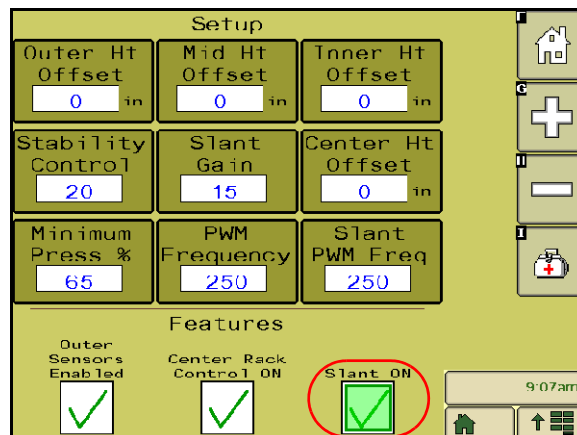 Setup
Outer Ht
Offset
0 in
Mid Ht
Offset
0 in
Inner Ht
Offset
0 in
Stability
Control
20
Slant
Gain
15
Center Ht
Offset
0 in
Minimum
Press %
65
PWM
Frequency
250
Slant
PWM Freq
250
Features
Outer
Sensors
Enabled
Center Rack
Control ON
Slant ON
G
I
9:07am